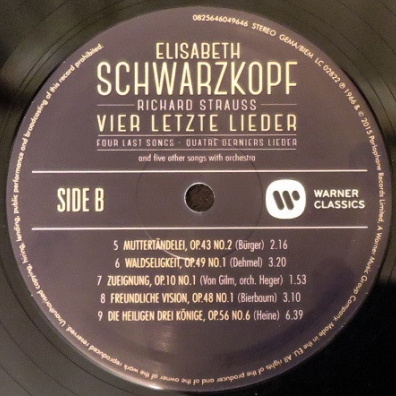 0825646049646 STEREO GEMA/BIEM LC 02822 ℗ 1966 & © 2015 Parlophone Records Limited, A Warner Music Group Company. Made in the EU. All rights of the producer and of the owner of the work reproduced reserved. Unauthorised copying, hiring, lending, public performance and broadcasting of this record prohibited.
ELISABETH
SCHWARZKOPF
RICHARD STRAUSS
VIER LETZTE LIEDER
FOUR LAST SONGS · QUATRE DERNIERS LIEDER
and five other songs with orchestra
SIDE B
WARNER
CLASSICS
5 MUTTERTÄNDELEI, OP.43 NO.2 (Bürger) 2.16
6 WALDSELIGKEIT, OP.49 NO.1 (Dehmel) 3.20
7 ZUEIGNUNG, OP.10 NO.1 (Von Gilm, orch. Heger) 1.53
8 FREUNDLICHE VISION, OP.48 NO.1 (Bierbaum) 3.10
9 DIE HEILIGEN DREI KÖNIGE, OP.56 NO.6 (Heine) 6.39